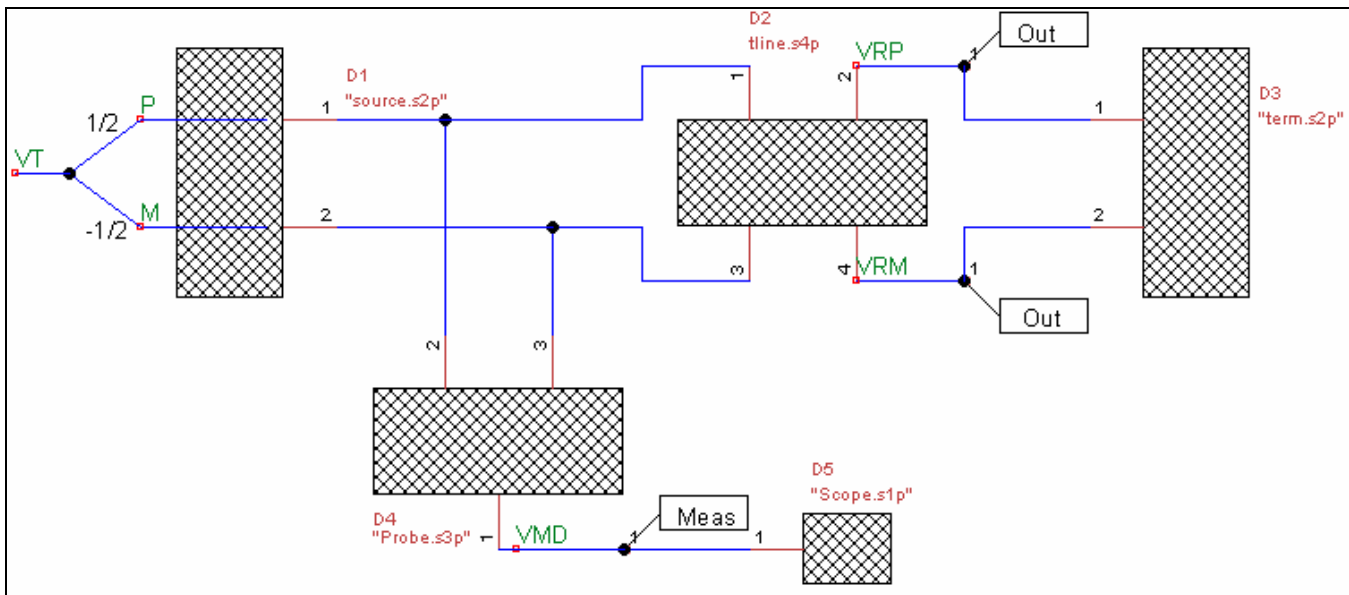 D2
tline.s4p
Out
VRP
1
1
2
D1
"source.s2p"
1
P
1/2
VT
M
-1/2
2
1
D3
"term.s2p"
2
3
4
VRM
1
Out
2
3
D4
"Probe.s3p"
1
VMD
1
Meas
1
D5
"Scope.s1p"